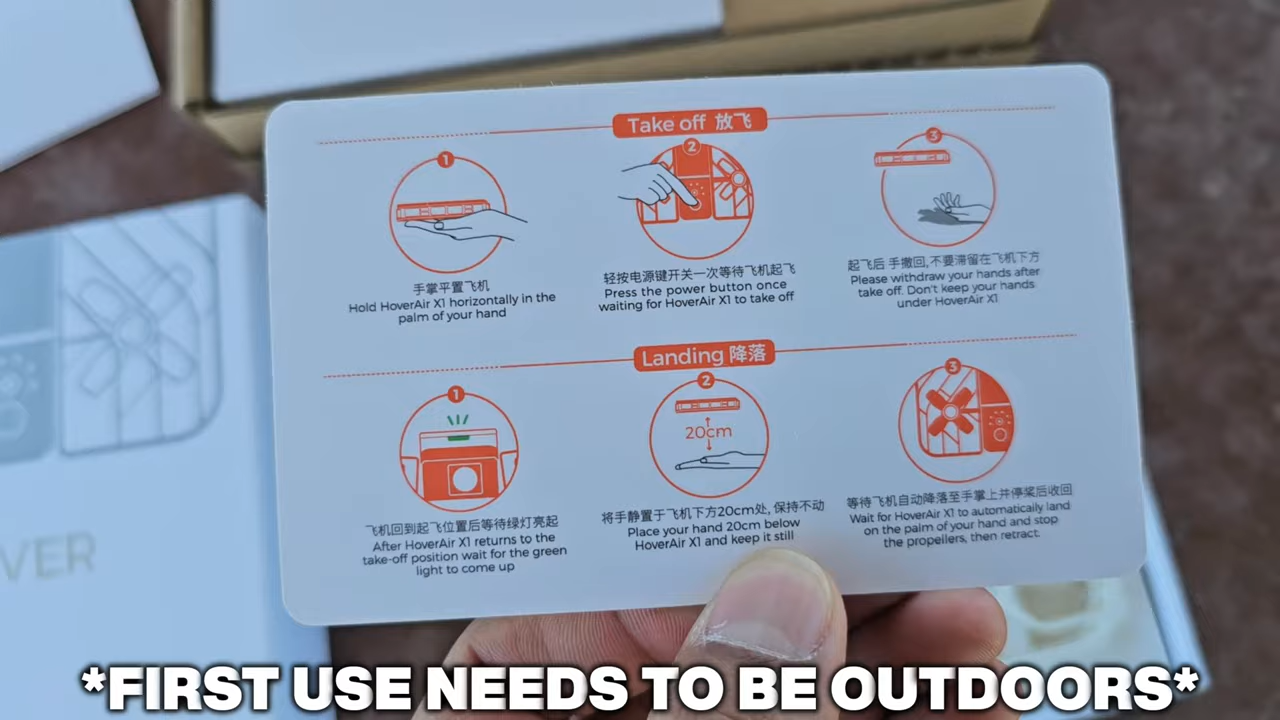 Take off 放飞
1
2
3
手掌平置飞机
Hold HoverAir X1 horizontally in the
palm of your hand
轻按电源键开关一次等待飞机起飞
Press the power button once
waiting for HoverAir X1 to take off
起飞后 手撤回,不要滞留在飞机下方
Please withdraw your hands after
take off. Don't keep your hands
under HoverAir X1
Landing 降落
1
2
3
20cm
飞机回到起飞位置后等待绿灯亮起
After HoverAir X1 returns to the
take-off position wait for the green
light to come up
将手静置于飞机下方20cm处, 保持不动
Place your hand 20cm below
HoverAir X1 and keep it still
等待飞机自动降落至手掌上并停桨后收回
Wait for HoverAir X1 to automatically land
on the palm of your hand and stop
the propellers, then retract.
VER
*FIRST USE NEEDS TO BE OUTDOORS*